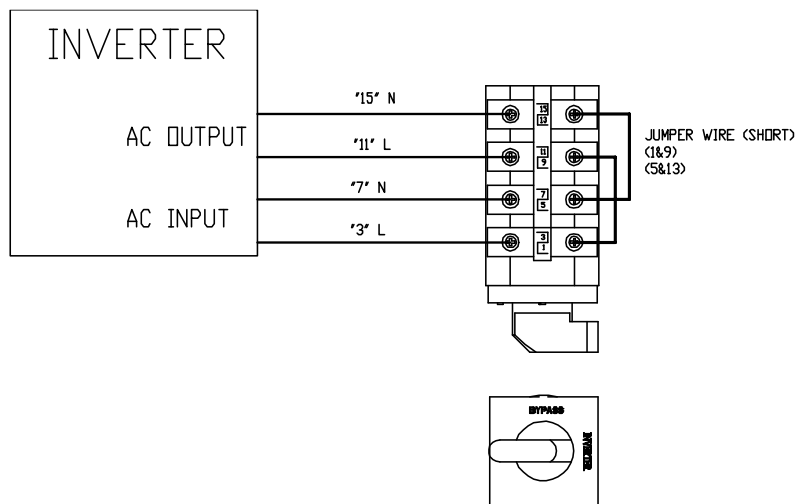 INVERTER
AC OUTPUT
AC INPUT
"15" N
"11" L
"7" N
"3" L
15
13
11
9
7
5
3
1
JUMPER WIRE (SHORT)
(1&9)
(5&13)
BYPASS
INVERTER